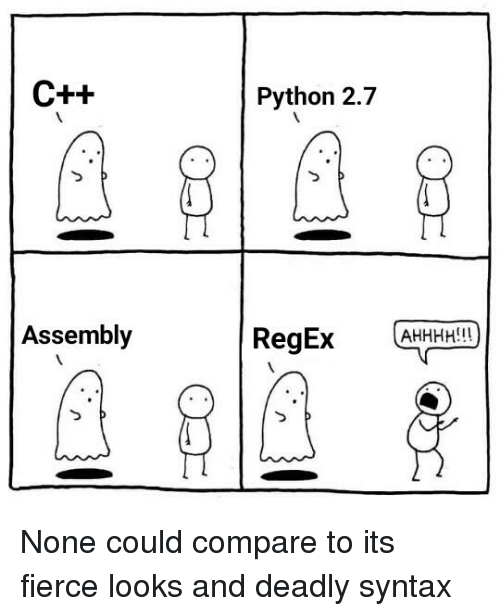 C++
Python 2.7
Assembly
RegEx
AHHHH!!!
None could compare to its
fierce looks and deadly syntax